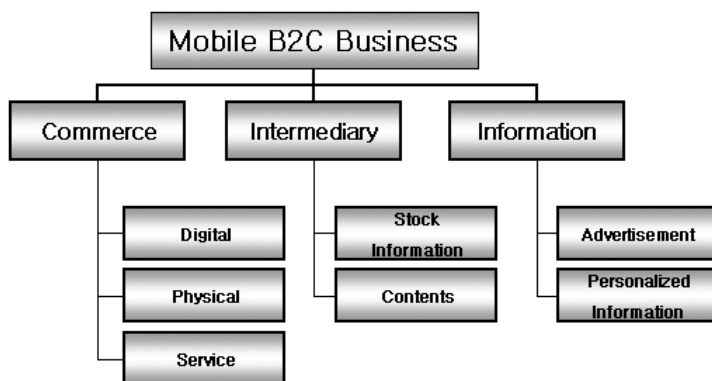 Mobile B2C Business
Commerce
Intermediary
Information
Digital
Physical
Service
Stock
Information
Contents
Advertisement
Personalized
Information